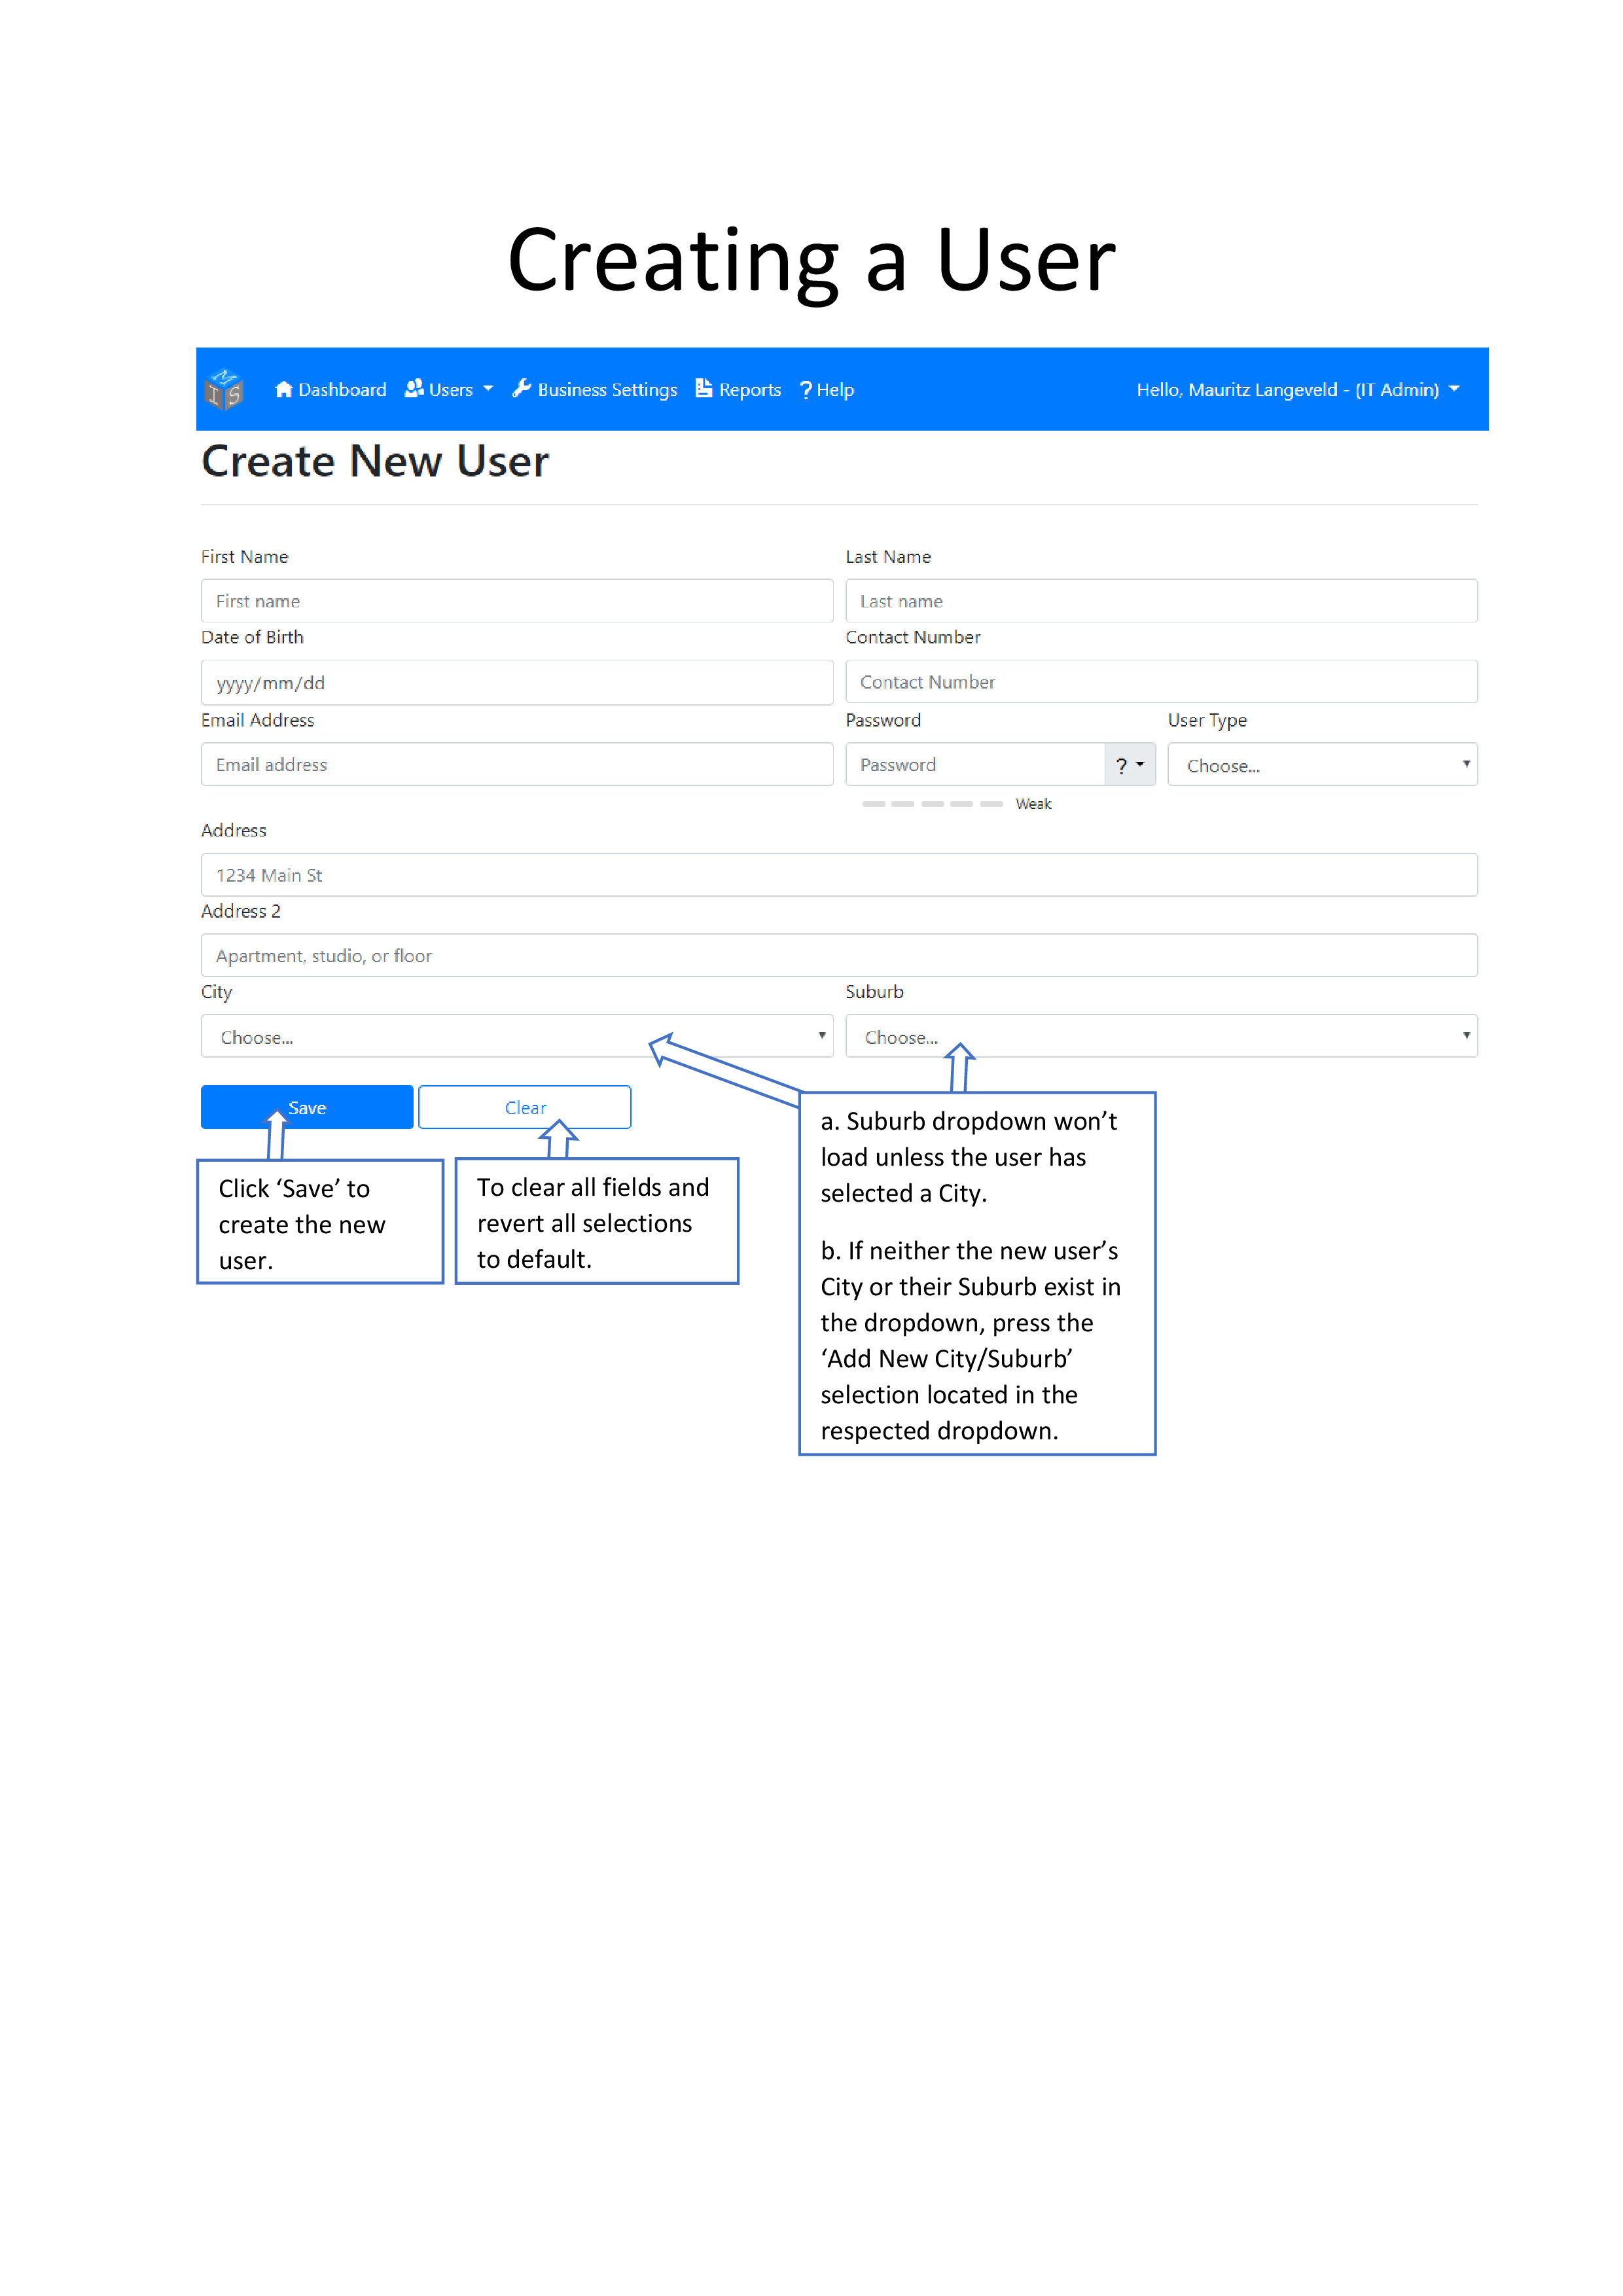 Creating a User
MIS
Dashboard Users Business Settings Reports ? Help Hello, Mauritz Langeveld - (IT Admin)
Create New User
First Name Last Name
First name Last name
Date of Birth Contact Number
yyyy/mm/dd Contact Number
Email Address Password User Type
Email address Password ? Choose...
Weak
Address
1234 Main St
Address 2
Apartment, studio, or floor
City Suburb
Choose... Choose...
Save Clear
Click ‘Save’ to
create the new
user.
To clear all fields and
revert all selections
to default.
a. Suburb dropdown won’t
load unless the user has
selected a City.
b. If neither the new user’s
City or their Suburb exist in
the dropdown, press the
‘Add New City/Suburb’
selection located in the
respected dropdown.